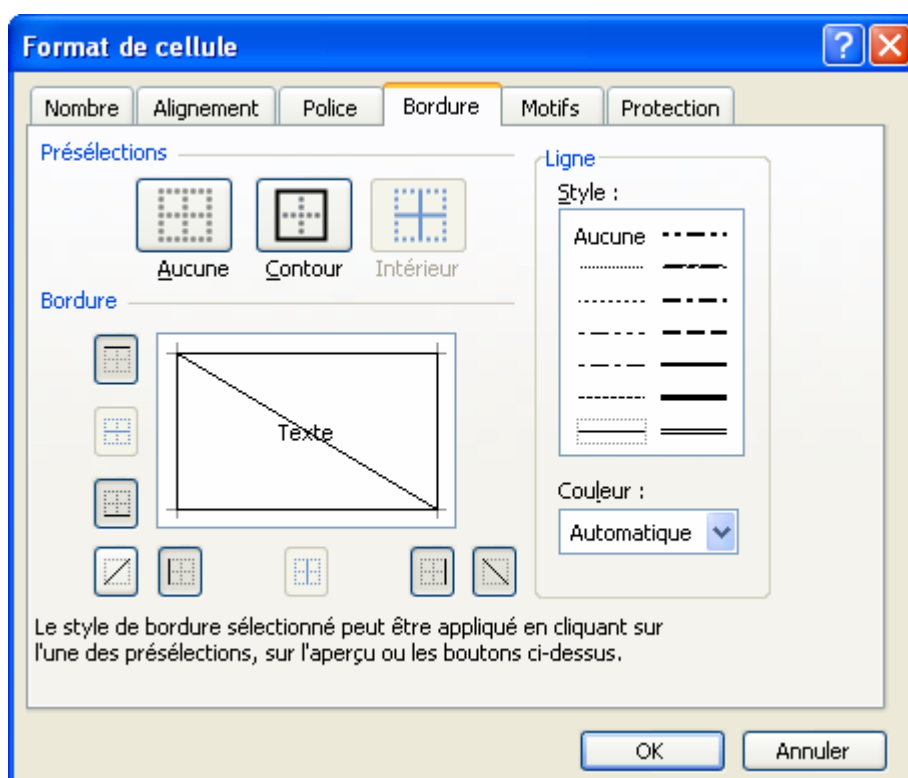 Format de cellule
Nombre Alignement Police Bordure Motifs Protection
Présélections
Aucune Contour Intérieur
Bordure
Texte
Ligne
Style :
Aucune
Couleur :
Automatique
Le style de bordure sélectionné peut être appliqué en cliquant sur
l'une des présélections, sur l'aperçu ou les boutons ci-dessus.
OK Annuler